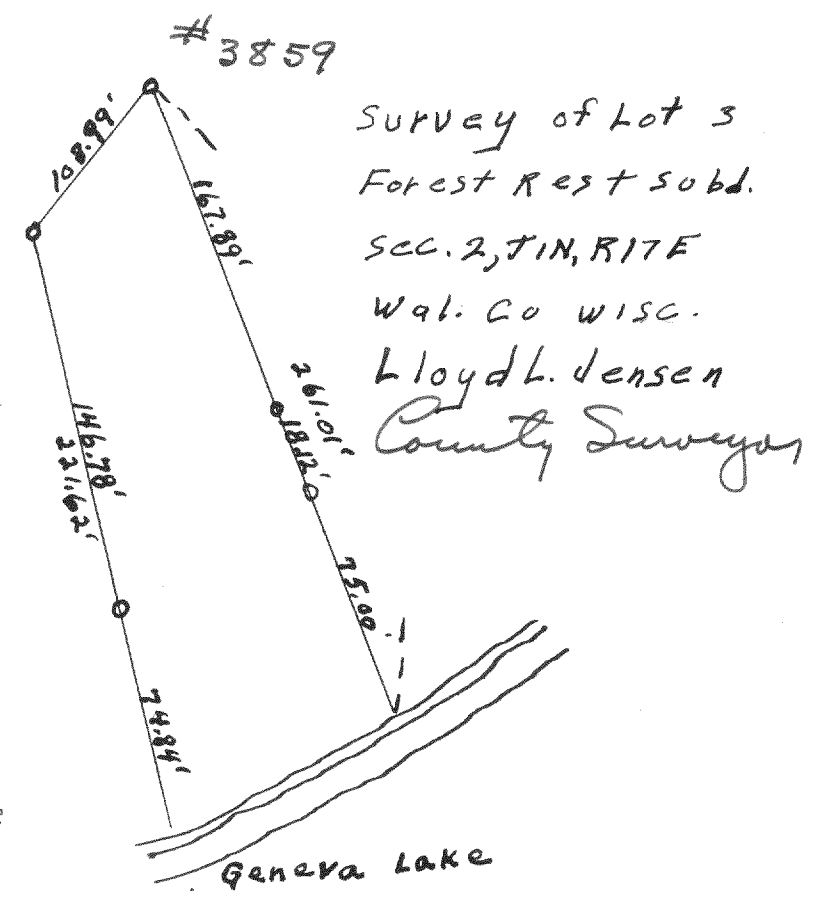 #3859
Survey of Lot 3
Forest Rest Subd.
Sec. 2, T1N, R17E
Wal. Co Wisc.
Lloyd L. Jensen
County Surveyor
108.99'
167.89'
261.01'
18.12'
75.00
146.78'
221.62'
74.84'
Geneva Lake